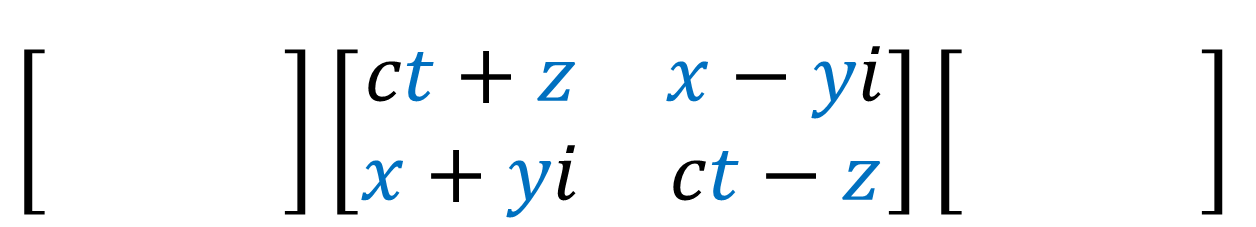 [ ] [ ct + z x − yi ] [ ]
x + yi ct − z